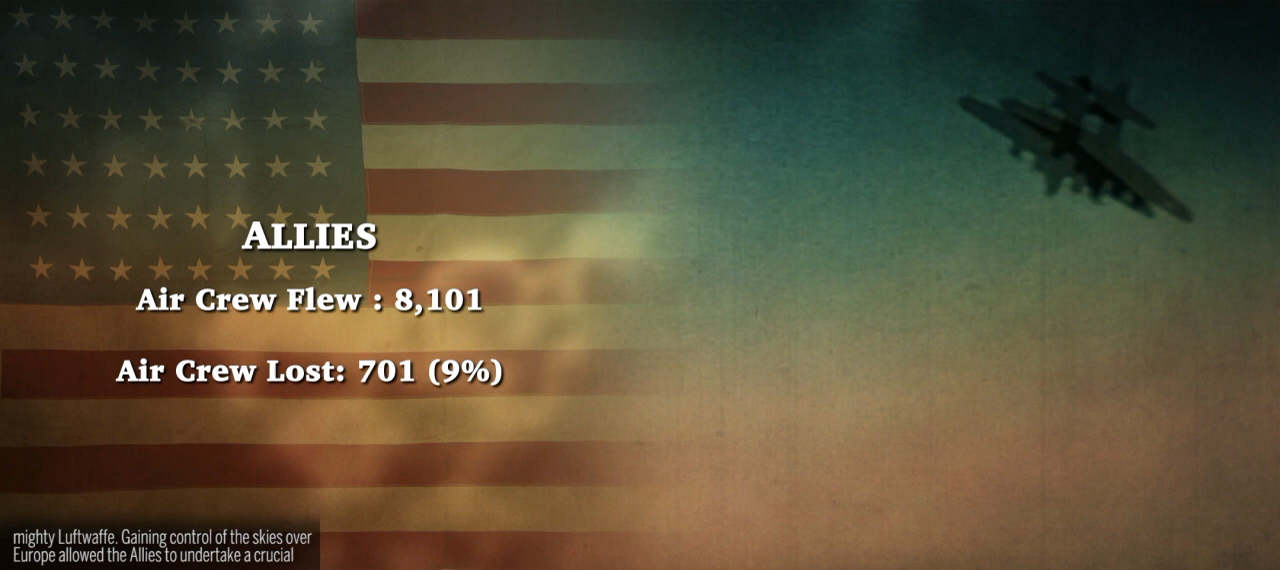 ALLIES
Air Crew Flew : 8,101
Air Crew Lost: 701 (9%)
mighty Luftwaffe. Gaining control of the skies over
Europe allowed the Allies to undertake a crucial